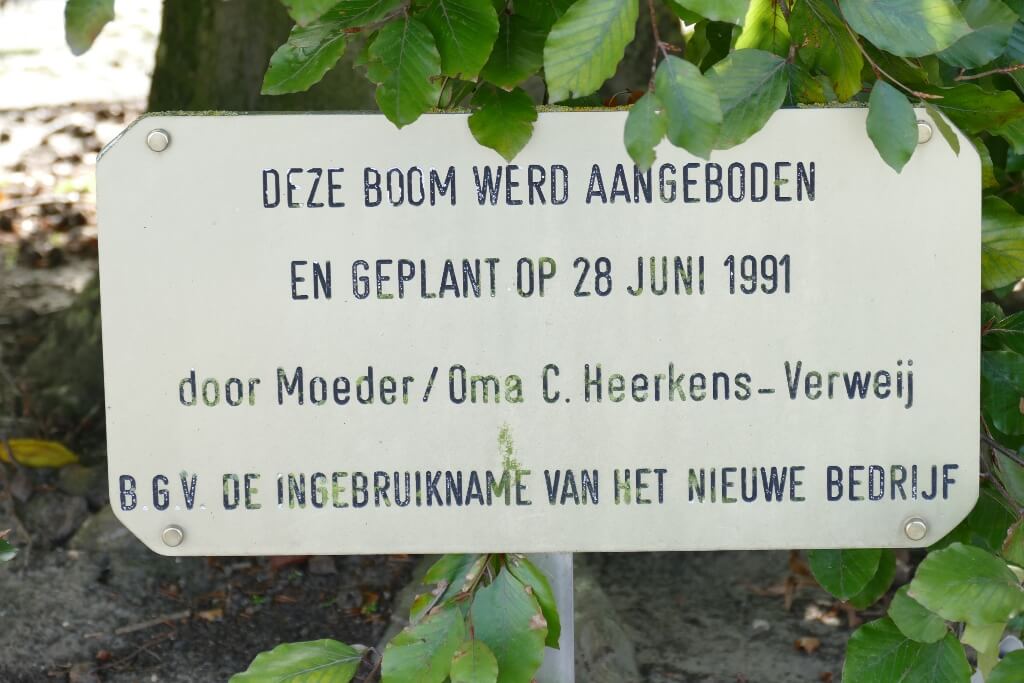 DEZE BOOM WERD AANGEBODEN
EN GEPLANT OP 28 JUNI 1991
door Moeder/Oma C. Heerkens-Verweij
B G.V. DE INGEBRUIKNAME VAN HET NIEUWE BEDRIJF